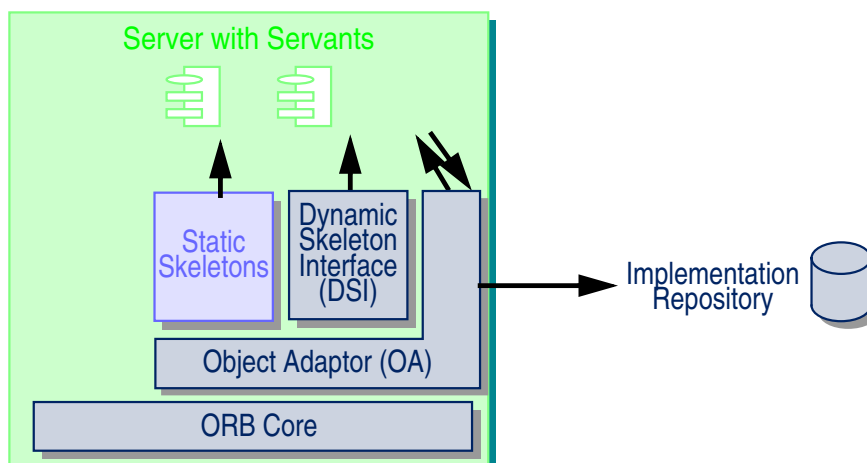 Server with Servants
Static
Skeletons
Dynamic
Skeleton
Interface
(DSI)
Implementation
Repository
Object Adaptor (OA)
ORB Core